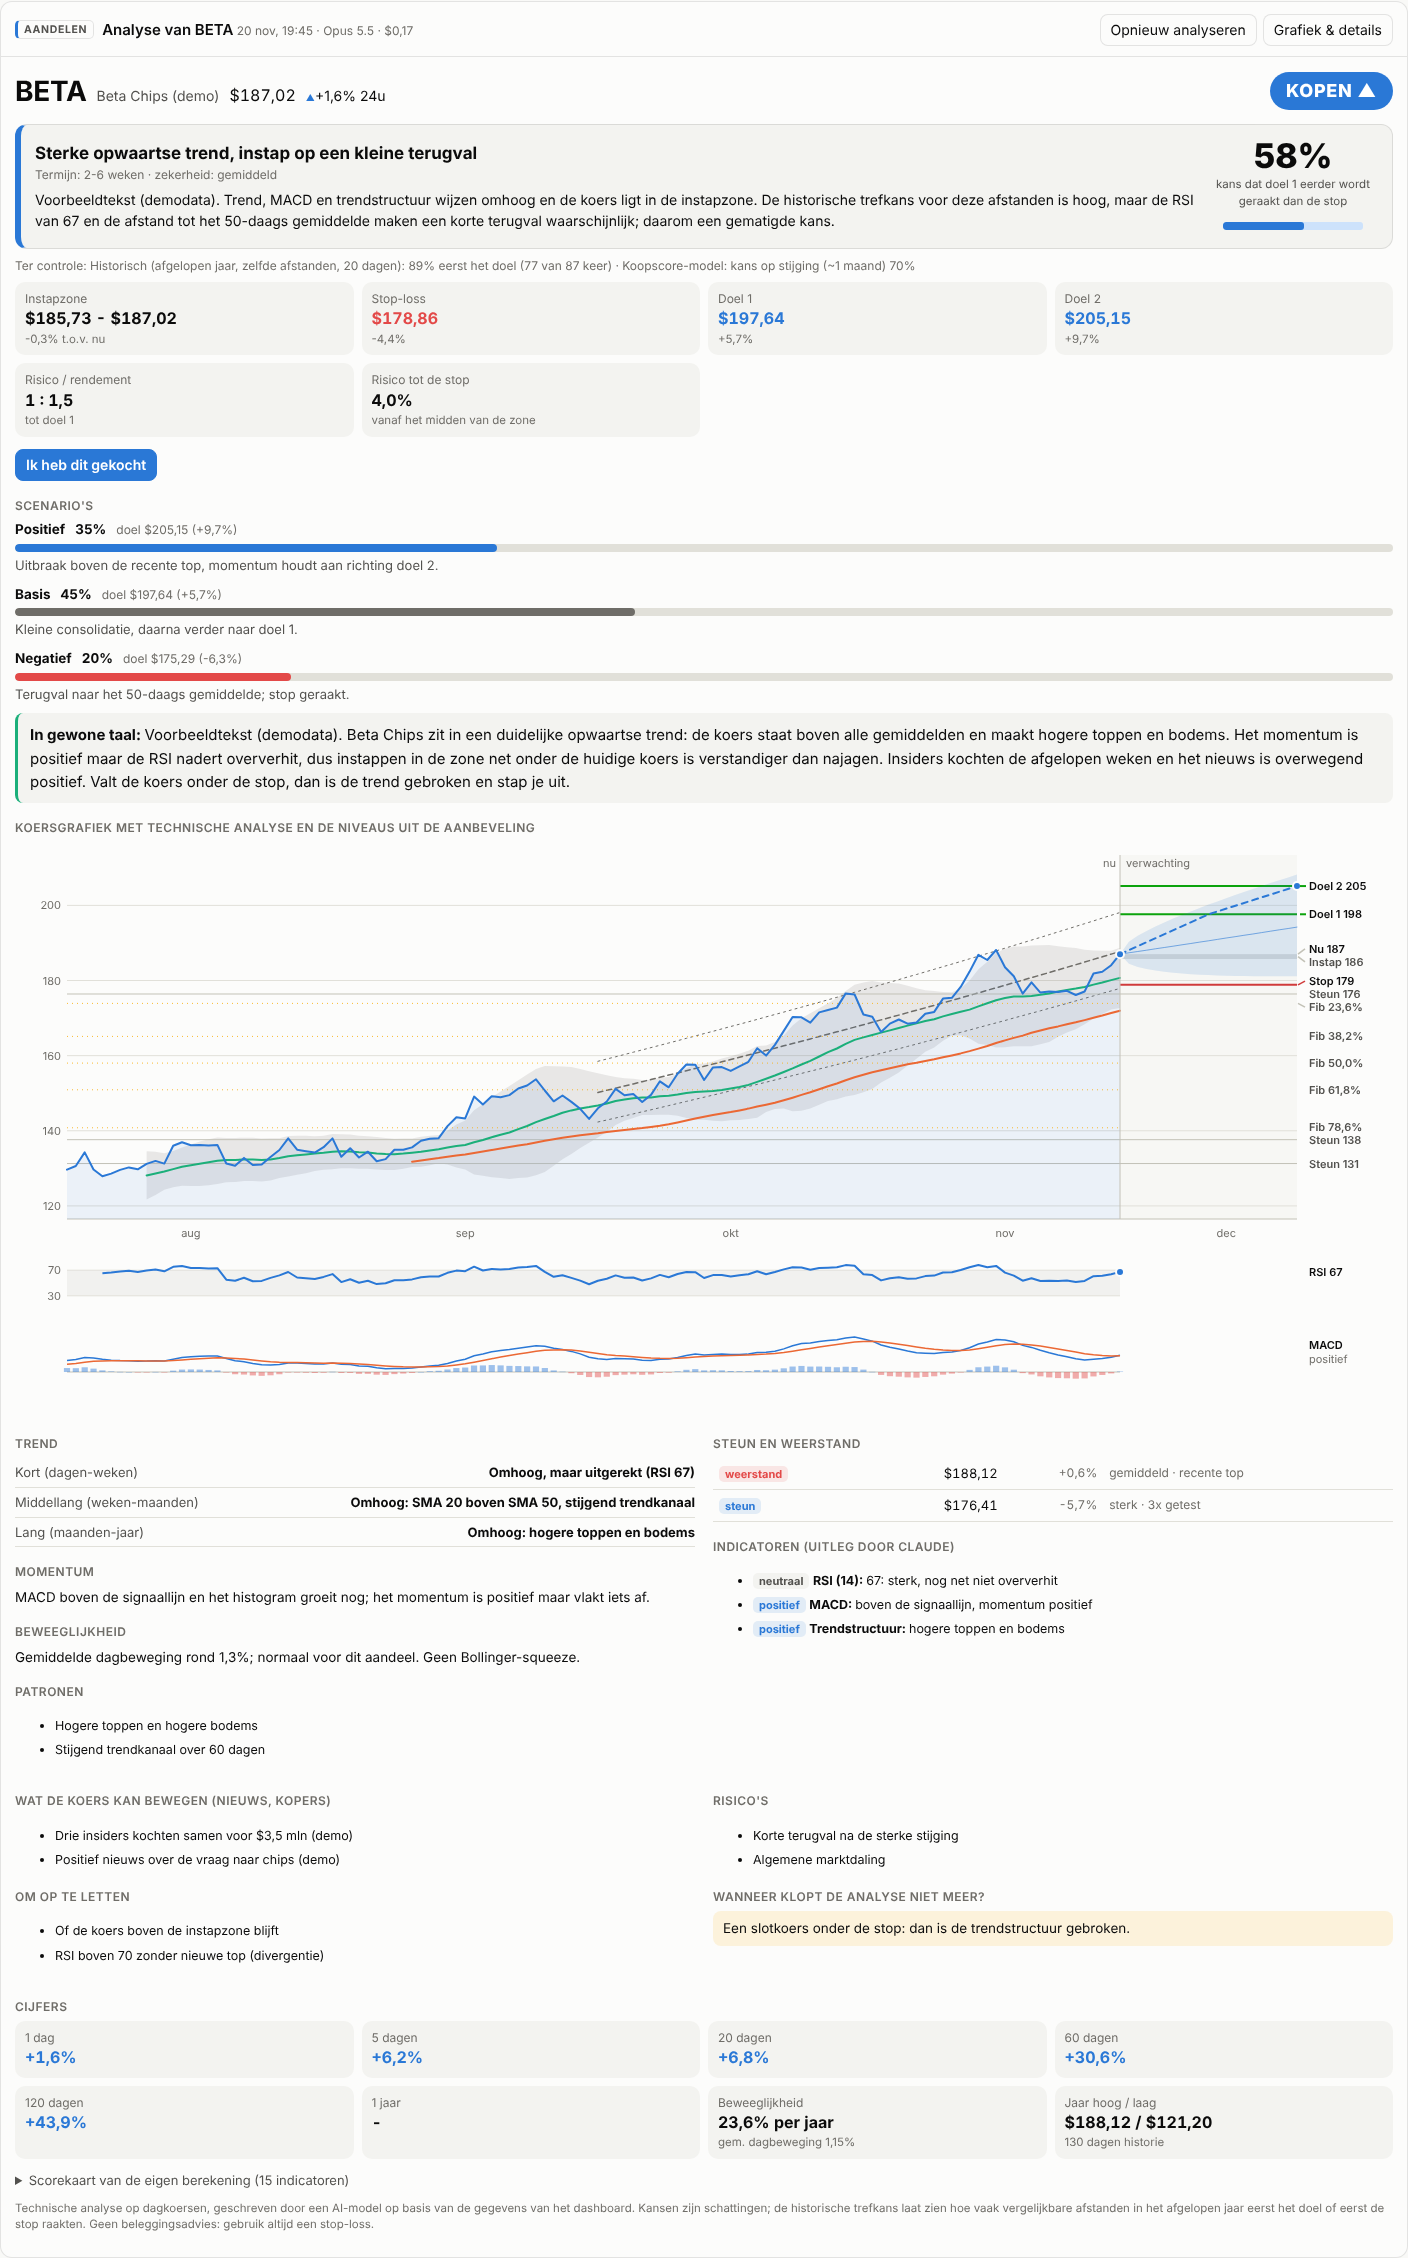 AANDELEN Analyse van BETA 20 nov, 19:45 · Opus 5.5 · $0,17
Opnieuw analyseren
Grafiek & details
BETA Beta Chips (demo) $187,02 ▲+1,6% 24u
KOPEN ▲
Sterke opwaartse trend, instap op een kleine terugval
Termijn: 2-6 weken · zekerheid: gemiddeld
Voorbeeldtekst (demodata). Trend, MACD en trendstructuur wijzen omhoog en de koers ligt in de instapzone. De historische trefkans voor deze afstanden is hoog, maar de RSI
van 67 en de afstand tot het 50-daags gemiddelde maken een korte terugval waarschijnlijk; daarom een gematigde kans.
58%
kans dat doel 1 eerder wordt
geraakt dan de stop
Ter controle: Historisch (afgelopen jaar, zelfde afstanden, 20 dagen): 89% eerst het doel (77 van 87 keer) · Koopscore-model: kans op stijging (~1 maand) 70%
Instapzone
$185,73 - $187,02
-0,3% t.o.v. nu
Stop-loss
$178,86
-4,4%
Doel 1
$197,64
+5,7%
Doel 2
$205,15
+9,7%
Risico / rendement
1 : 1,5
tot doel 1
Risico tot de stop
4,0%
vanaf het midden van de zone
Ik heb dit gekocht
SCENARIO'S
Positief 35% doel $205,15 (+9,7%)
Uitbraak boven de recente top, momentum houdt aan richting doel 2.
Basis 45% doel $197,64 (+5,7%)
Kleine consolidatie, daarna verder naar doel 1.
Negatief 20% doel $175,29 (-6,3%)
Terugval naar het 50-daags gemiddelde; stop geraakt.
In gewone taal: Voorbeeldtekst (demodata). Beta Chips zit in een duidelijke opwaartse trend: de koers staat boven alle gemiddelden en maakt hogere toppen en bodems. Het momentum is
positief maar de RSI nadert oververhit, dus instappen in de zone net onder de huidige koers is verstandiger dan najagen. Insiders kochten de afgelopen weken en het nieuws is overwegend
positief. Valt de koers onder de stop, dan is de trend gebroken en stap je uit.
KOERSGRAFIEK MET TECHNISCHE ANALYSE EN DE NIVEAUS UIT DE AANBEVELING
nu verwachting
200
180
160
140
120
Doel 2 205
Doel 1 198
Nu 187
Instap 186
Stop 179
Steun 176
Fib 23,6%
Fib 38,2%
Fib 50,0%
Fib 61,8%
Fib 78,6%
Steun 138
Steun 131
aug sep okt nov dec
70
30
RSI 67
MACD
positief
TREND
Kort (dagen-weken) Omhoog, maar uitgerekt (RSI 67)
Middellang (weken-maanden) Omhoog: SMA 20 boven SMA 50, stijgend trendkanaal
Lang (maanden-jaar) Omhoog: hogere toppen en bodems
MOMENTUM
MACD boven de signaallijn en het histogram groeit nog; het momentum is positief maar vlakt iets af.
BEWEEGLIJKHEID
Gemiddelde dagbeweging rond 1,3%; normaal voor dit aandeel. Geen Bollinger-squeeze.
PATRONEN
• Hogere toppen en hogere bodems
• Stijgend trendkanaal over 60 dagen
STEUN EN WEERSTAND
weerstand $188,12 +0,6% gemiddeld · recente top
steun $176,41 -5,7% sterk · 3x getest
INDICATOREN (UITLEG DOOR CLAUDE)
• neutraal RSI (14): 67: sterk, nog net niet oververhit
• positief MACD: boven de signaallijn, momentum positief
• positief Trendstructuur: hogere toppen en bodems
WAT DE KOERS KAN BEWEGEN (NIEUWS, KOPERS)
• Drie insiders kochten samen voor $3,5 mln (demo)
• Positief nieuws over de vraag naar chips (demo)
RISICO'S
• Korte terugval na de sterke stijging
• Algemene marktdaling
OM OP TE LETTEN
• Of de koers boven de instapzone blijft
• RSI boven 70 zonder nieuwe top (divergentie)
WANNEER KLOPT DE ANALYSE NIET MEER?
Een slotkoers onder de stop: dan is de trendstructuur gebroken.
CIJFERS
1 dag
+1,6%
5 dagen
+6,2%
20 dagen
+6,8%
60 dagen
+30,6%
120 dagen
+43,9%
1 jaar
-
Beweeglijkheid
23,6% per jaar
gem. dagbeweging 1,15%
Jaar hoog / laag
$188,12 / $121,20
130 dagen historie
▶ Scorekaart van de eigen berekening (15 indicatoren)
Technische analyse op dagkoersen, geschreven door een AI-model op basis van de gegevens van het dashboard. Kansen zijn schattingen; de historische trefkans laat zien hoe vaak vergelijkbare afstanden in het afgelopen jaar eerst het doel of eerst de
stop raakten. Geen beleggingsadvies: gebruik altijd een stop-loss.